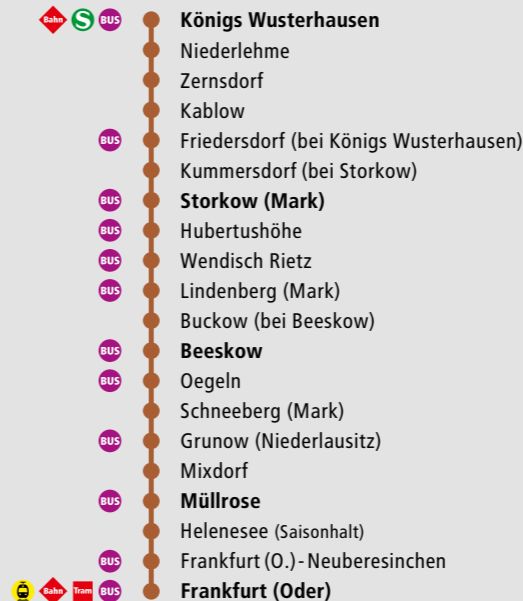 Bahn S BUS Königs Wusterhausen
Niederlehme
Zernsdorf
Kablow
BUS Friedersdorf (bei Königs Wusterhausen)
Kummersdorf (bei Storkow)
BUS Storkow (Mark)
BUS Hubertushöhe
BUS Wendisch Rietz
BUS Lindenberg (Mark)
Buckow (bei Beeskow)
BUS Beeskow
BUS Oegeln
Schneeberg (Mark)
BUS Grunow (Niederlausitz)
Mixdorf
BUS Müllrose
Helenesee (Saisonhalt)
BUS Frankfurt (O.)-Neuberesinchen
Bahn Tram BUS Frankfurt (Oder)